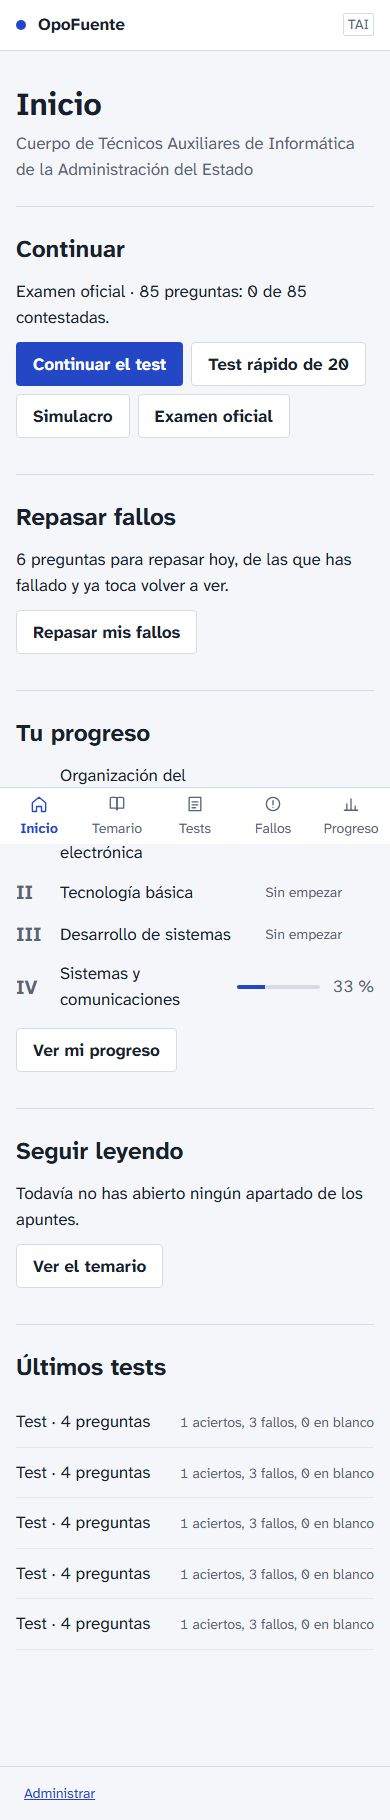 OpoFuente
TAI
Inicio
Cuerpo de Técnicos Auxiliares de Informática
de la Administración del Estado
Continuar
Examen oficial · 85 preguntas: 0 de 85
contestadas.
Continuar el test
Test rápido de 20
Simulacro
Examen oficial
Repasar fallos
6 preguntas para repasar hoy, de las que has
fallado y ya toca volver a ver.
Repasar mis fallos
Tu progreso
Organización del
Inicio
Temario
Tests
Fallos
Progreso
electrónica
II Tecnología básica Sin empezar
III Desarrollo de sistemas Sin empezar
IV Sistemas y
comunicaciones
33 %
Ver mi progreso
Seguir leyendo
Todavía no has abierto ningún apartado de los
apuntes.
Ver el temario
Últimos tests
Test · 4 preguntas 1 aciertos, 3 fallos, 0 en blanco
Test · 4 preguntas 1 aciertos, 3 fallos, 0 en blanco
Test · 4 preguntas 1 aciertos, 3 fallos, 0 en blanco
Test · 4 preguntas 1 aciertos, 3 fallos, 0 en blanco
Test · 4 preguntas 1 aciertos, 3 fallos, 0 en blanco
Administrar